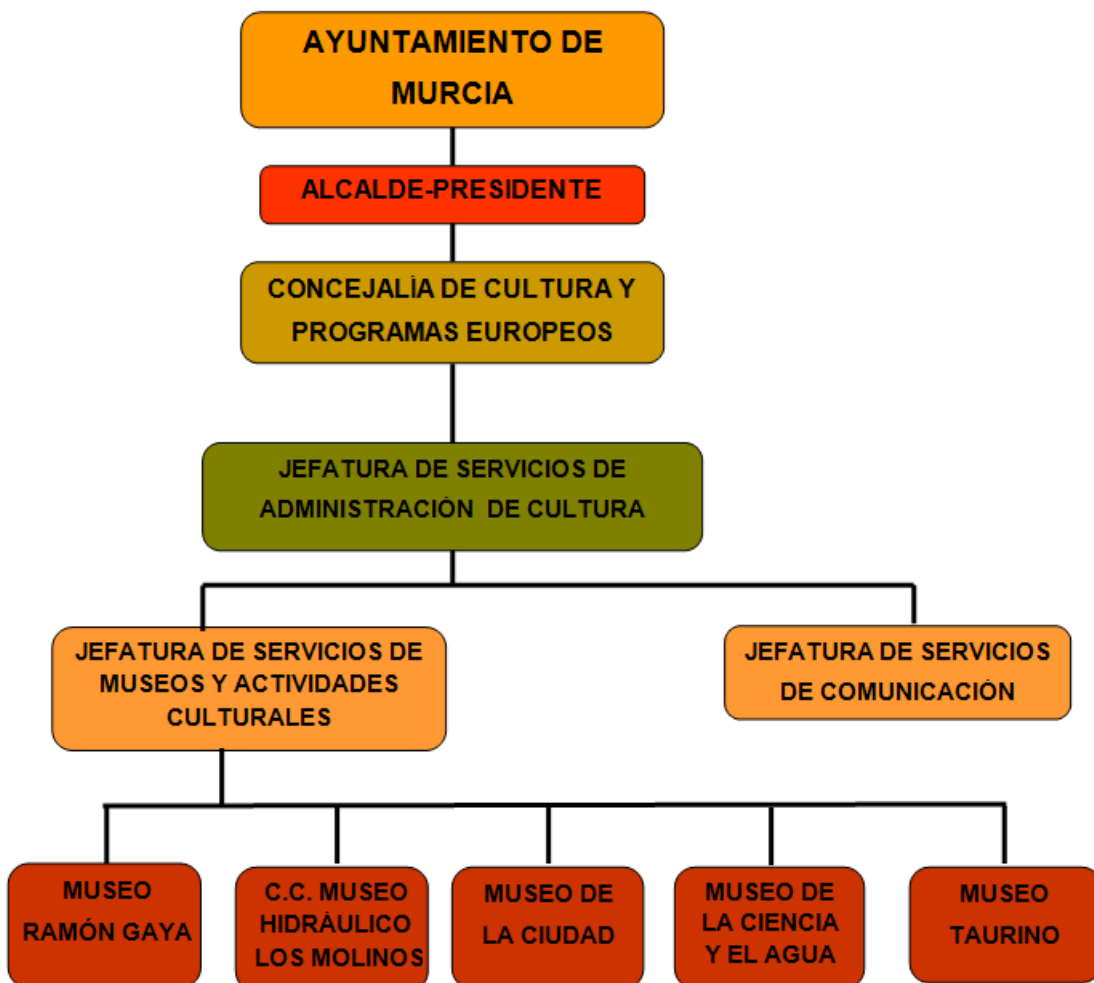 AYUNTAMIENTO DE
MURCIA
ALCALDE-PRESIDENTE
CONCEJALÍA DE CULTURA Y
PROGRAMAS EUROPEOS
JEFATURA DE SERVICIOS DE
ADMINISTRACIÓN DE CULTURA
JEFATURA DE SERVICIOS DE
MUSEOS Y ACTIVIDADES
CULTURALES
JEFATURA DE SERVICIOS
DE COMUNICACIÓN
MUSEO
RAMÓN GAYA
C.C. MUSEO
HIDRÁULICO
LOS MOLINOS
MUSEO DE
LA CIUDAD
MUSEO DE
LA CIENCIA
Y EL AGUA
MUSEO
TAURINO